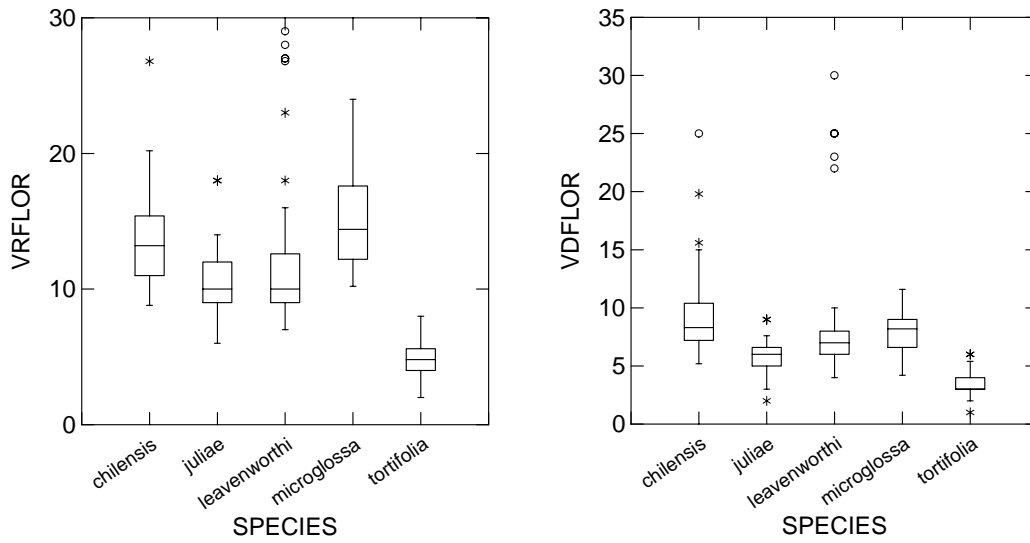 30
20
10
0
VRFLOR
chilensis
juliae
leavenworthi
microglossa
tortifolia
SPECIES
35
30
25
20
15
10
5
0
VDFLOR
chilensis
juliae
leavenworthi
microglossa
tortifolia
SPECIES